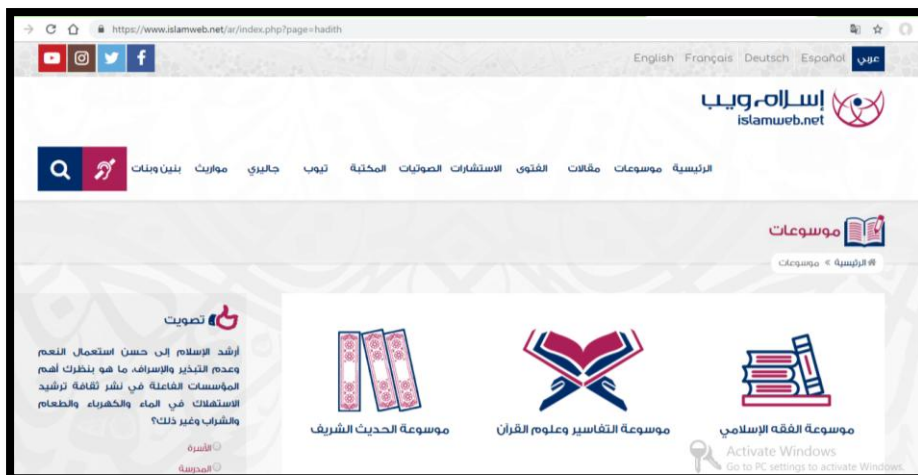 https://www.islamweb.net/ar/index.php?page=hadith
عربي Español Deutsch Français English
إسلام ويب
islamweb.net
الرئيسية موسوعات مقالات الفتوى الاستشارات الصوتيات المكتبة تيوب جاليري مواريث بنين وبنات
موسوعات
الرئيسية » موسوعات
موسوعة الفقه الإسلامي
موسوعة التفاسير وعلوم القرآن
موسوعة الحديث الشريف
تصويت
أرشد الإسلام إلى حسن استعمال النعم
وعدم التبذير والإسراف، ما هو بنظرك أهم
المؤسسات الفاعلة في نشر ثقافة ترشيد
الاستهلاك في الماء والكهرباء والطعام
والشراب وغير ذلك؟
الأسرة
المدرسة
Activate Windows
Go to PC settings to activate Windows.